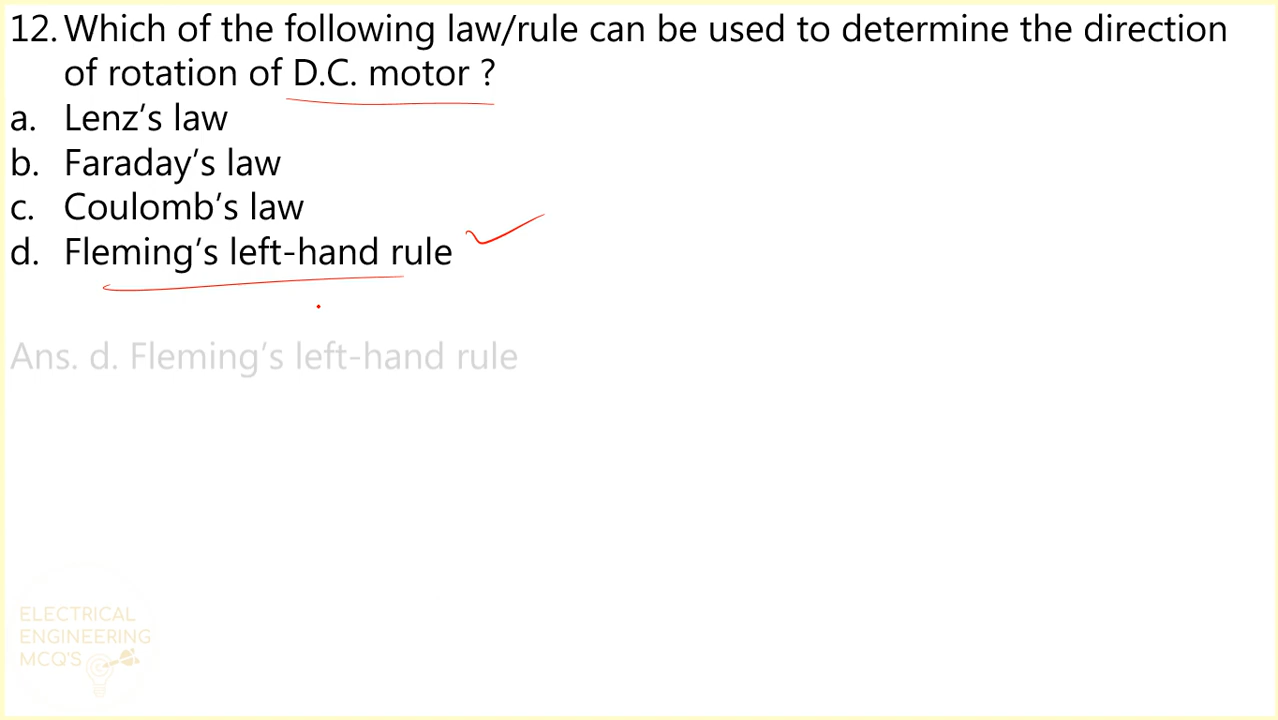 12. Which of the following law/rule can be used to determine the direction
of rotation of D.C. motor ?
a. Lenz’s law
b. Faraday’s law
c. Coulomb’s law
d. Fleming’s left-hand rule
Ans. d. Fleming’s left-hand rule
ELECTRICAL
ENGINEERING
MCQ'S